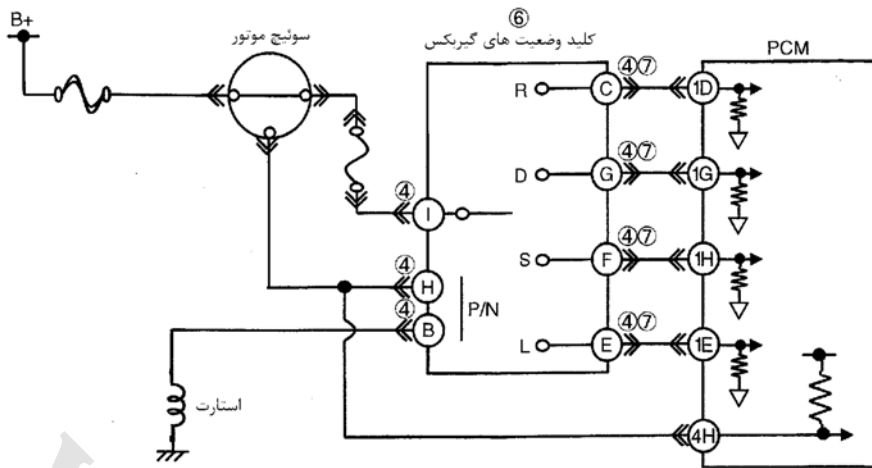 ⑥
B+
سوئیچ موتور
کلید وضعیت های گیربکس
PCM
R
C
④⑦
1D
D
G
④⑦
1G
④
I
S
F
④⑦
1H
④
H
P/N
④
B
L
E
④⑦
1E
استارت
4H